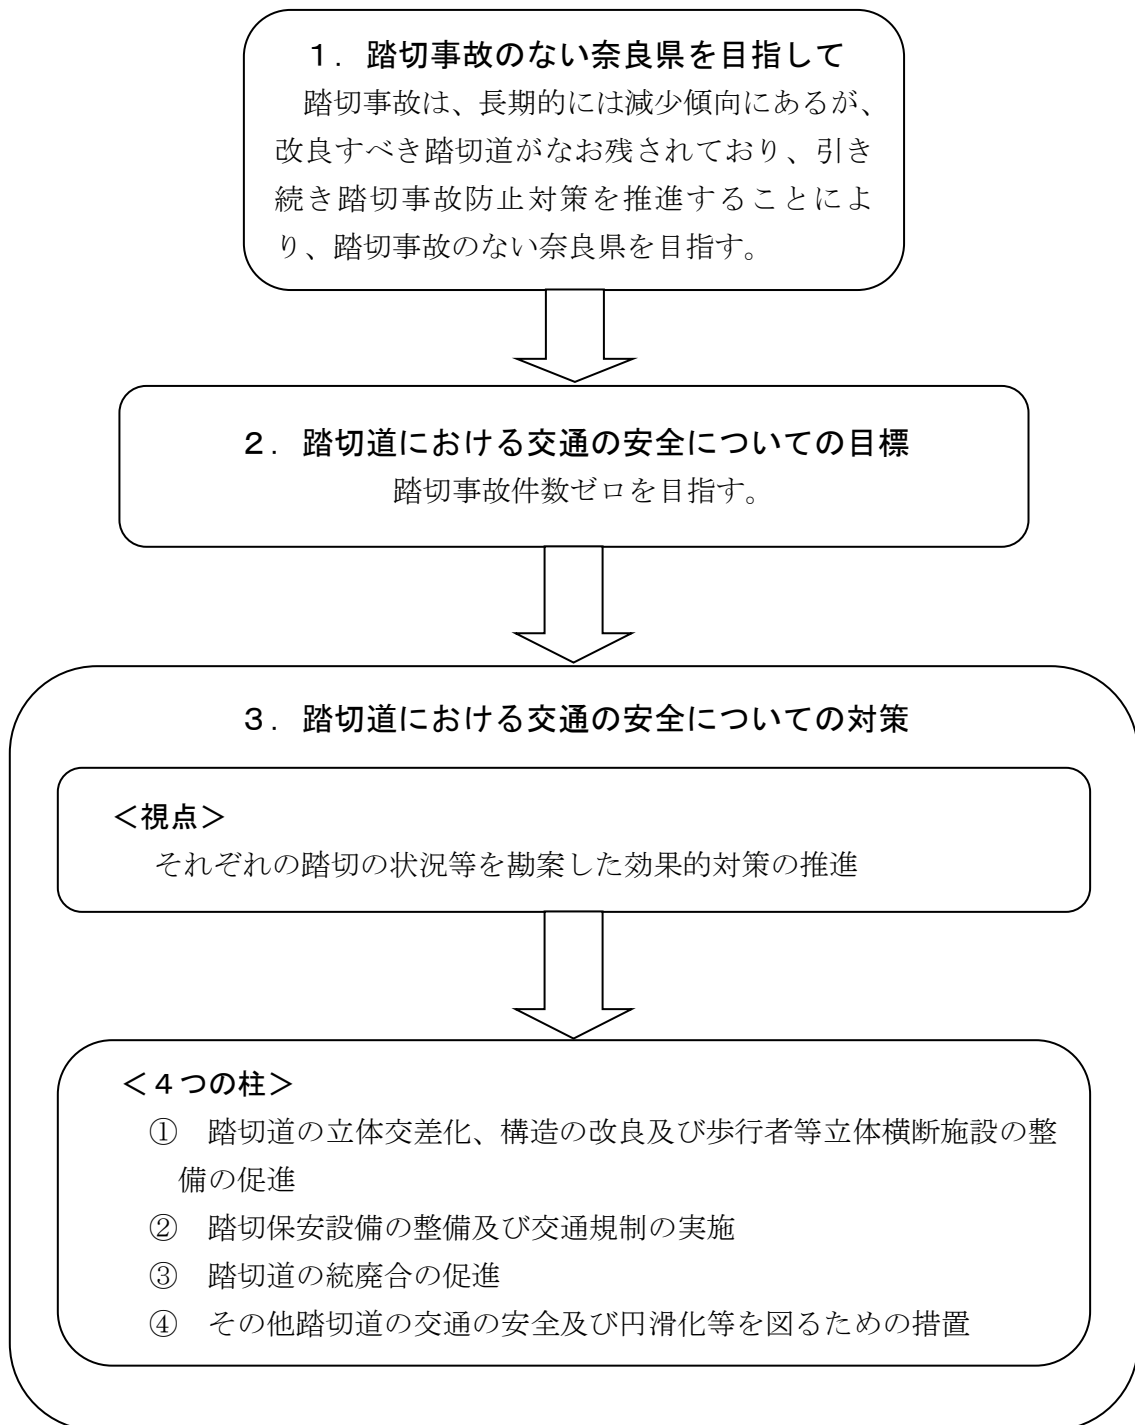 １．踏切事故のない奈良県を目指して
踏切事故は、長期的には減少傾向にあるが、
改良すべき踏切道がなお残されており、引き
続き踏切事故防止対策を推進することによ
り、踏切事故のない奈良県を目指す。
２．踏切道における交通の安全についての目標
踏切事故件数ゼロを目指す。
３．踏切道における交通の安全についての対策
＜視点＞
それぞれの踏切の状況等を勘案した効果的対策の推進
＜４つの柱＞
① 踏切道の立体交差化、構造の改良及び歩行者等立体横断施設の整
備の促進
② 踏切保安設備の整備及び交通規制の実施
③ 踏切道の統廃合の促進
④ その他踏切道の交通の安全及び円滑化等を図るための措置